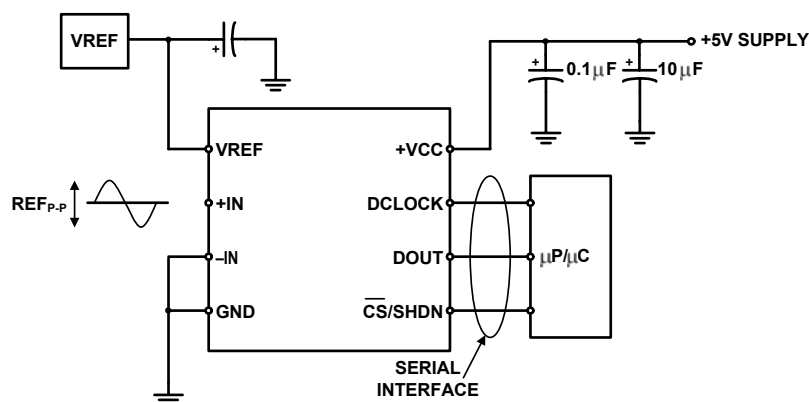 VREF
+
+5V SUPPLY
+
0.1µF
+
10µF
VREF
+VCC
REFP-P
+IN
DCLOCK
–IN
DOUT
µP/µC
GND
CS/SHDN
SERIAL
INTERFACE